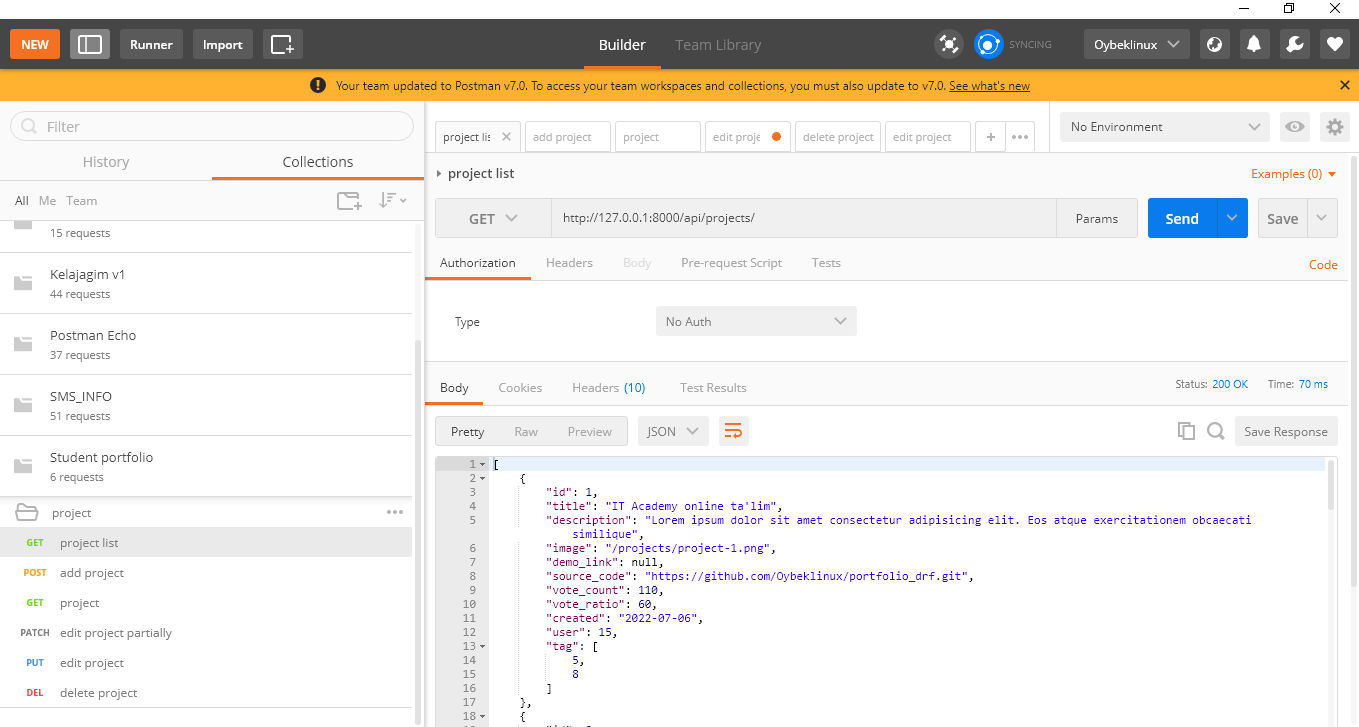 NEW Runner Import Builder Team Library SYNCING Oybeklinux
Your team updated to Postman v7.0. To access your team workspaces and collections, you must also update to v7.0. See what's new
Filter
History Collections
All Me Team
15 requests
Kelajagim v1
44 requests
Postman Echo
37 requests
SMS_INFO
51 requests
Student portfolio
6 requests
project
GET project list
POST add project
GET project
PATCH edit project partially
PUT edit project
DEL delete project
project lis add project project edit proje delete project edit project No Environment
project list Examples (0)
GET http://127.0.0.1:8000/api/projects/ Params Send Save
Authorization Headers Body Pre-request Script Tests Code
Type No Auth
Body Cookies Headers (10) Test Results Status: 200 OK Time: 70 ms
Pretty Raw Preview JSON Save Response
1 [
2 {
3 "id": 1,
4 "title": "IT Academy online ta'lim",
5 "description": "Lorem ipsum dolor sit amet consectetur adipisicing elit. Eos atque exercitationem obcaecati
similique",
6 "image": "/projects/project-1.png",
7 "demo_link": null,
8 "source_code": "https://github.com/Oybeklinux/portfolio_drf.git",
9 "vote_count": 110,
10 "vote_ratio": 60,
11 "created": "2022-07-06",
12 "user": 15,
13 "tag": [
14 5,
15 8
16 ]
17 },
18 {